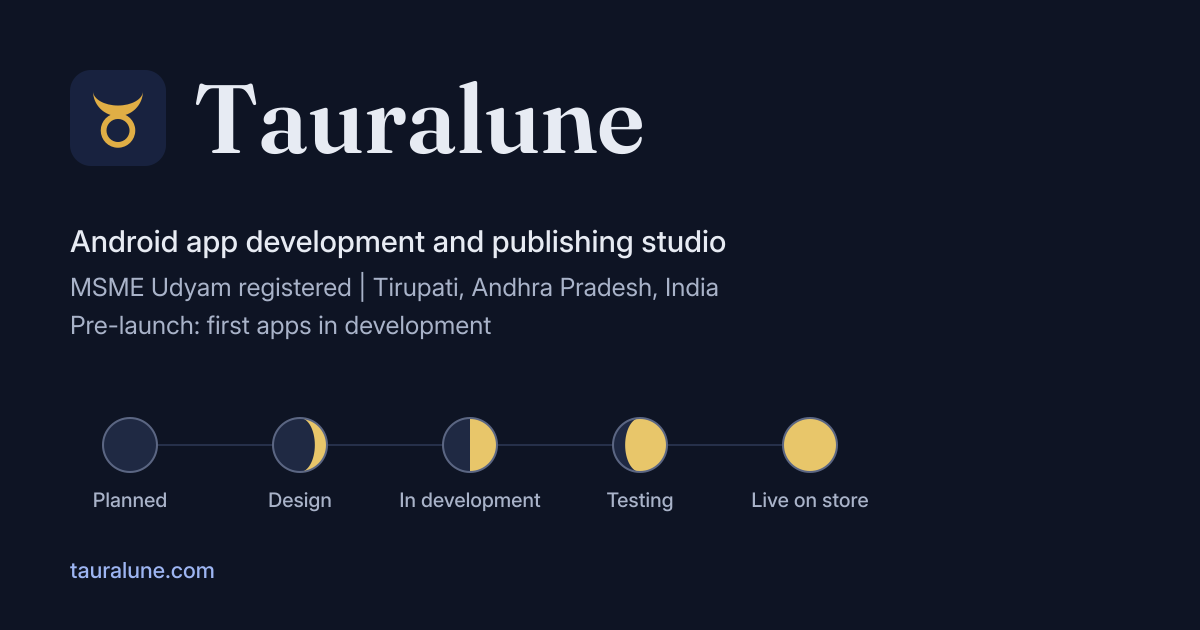 Tauralune
Android app development and publishing studio
MSME Udyam registered | Tirupati, Andhra Pradesh, India
Pre-launch: first apps in development
Planned
Design
In development
Testing
Live on store
tauralune.com